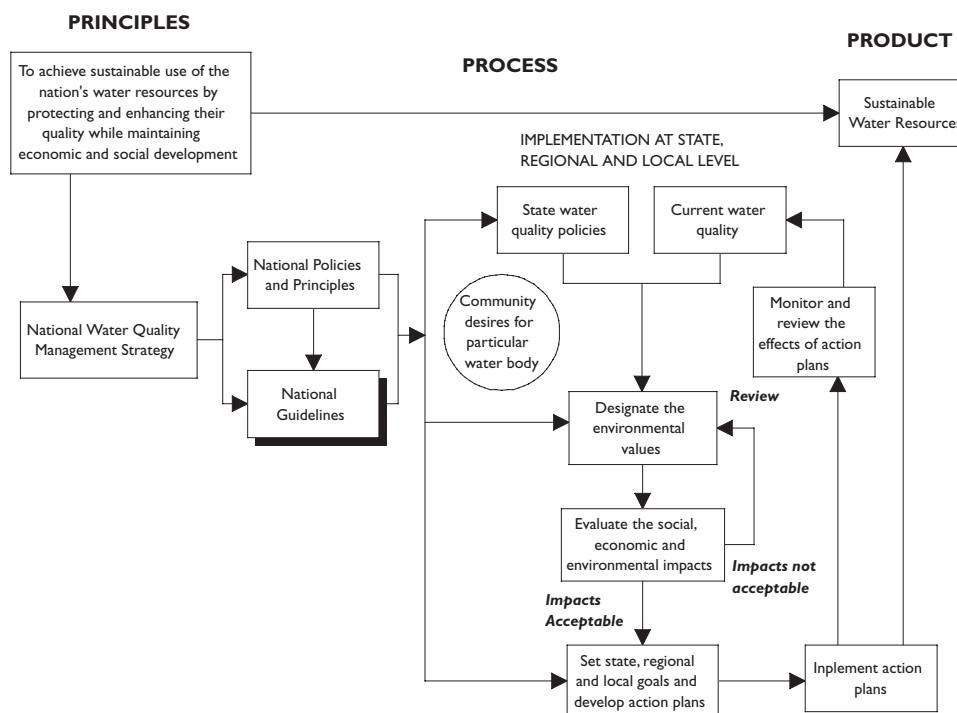 PRINCIPLES
To achieve sustainable use of the
nation's water resources by
protecting and enhancing their
quality while maintaining
economic and social development
PROCESS
PRODUCT
Sustainable
Water Resources
IMPLEMENTATION AT STATE,
REGIONAL AND LOCAL LEVEL
State water
quality policies
Current water
quality
National Policies
and Principles
National Water Quality
Management Strategy
National
Guidelines
Community
desires for
particular
water body
Monitor and
review the
effects of action
plans
Review
Designate the
environmental
values
Evaluate the social,
economic and
environmental impacts
Impacts not
acceptable
Impacts
Acceptable
Set state, regional
and local goals and
develop action plans
Inplement action
plans